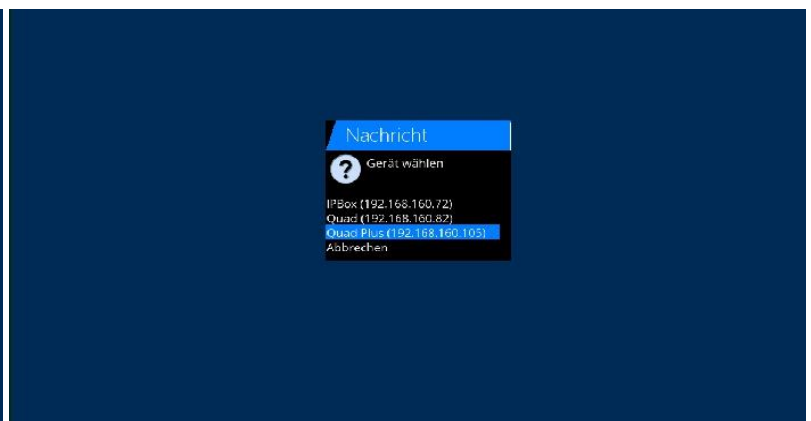 Nachricht
Gerät wählen
IPBox (192.168.160.72)
Quad (192.168.160.82)
Quad Plus (192.168.160.105)
Abbrechen